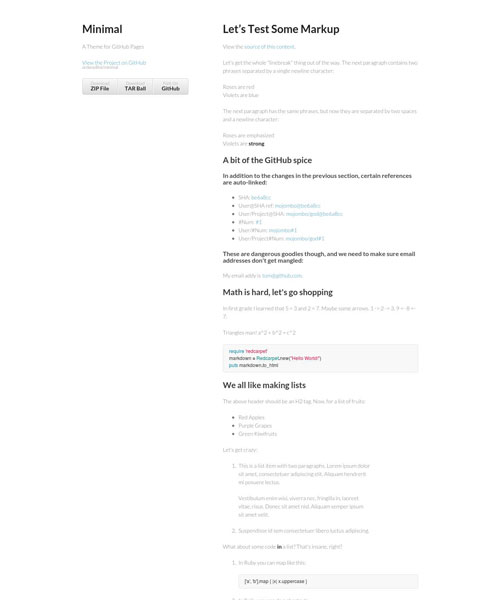 Minimal
A Theme for GitHub Pages
View the Project on GitHub
Download
ZIP File
Download
TAR Ball
Fork On
GitHub
Let's Test Some Markup
View the source of this content.
Let's get the whole "linebreak" thing out of the way. The next paragraph contains two
phrases separated by a single newline character:
Roses are red
Violets are blue
The next paragraph has the same phrases, but now they are separated by two spaces
and a newline character:
Roses are emphasized
Violets are strong
A bit of the GitHub spice
In addition to the changes in the previous section, certain references
are auto-linked:
SHA: be6a8cc
User@SHA ref: mojombo@be6a8cc
User/Project@SHA: mojombo/god@be6a8cc
#Num: #1
User/#Num: mojombo#1
User/Project#Num: mojombo/god#1
These are dangerous goodies though, and we need to make sure email
addresses don't get mangled:
My email addy is tom@github.com.
Math is hard, let's go shopping
In first grade I learned that 5 > 3 and 2 < 7. Maybe some arrows. 1 -> 2 -> 3. 9 <- 8 <-
7.
Triangles man! a^2 + b^2 = c^2
require 'redcarpet'
markdown = Redcarpet.new("Hello World!")
puts markdown.to_html
We all like making lists
The above header should be an H2 tag. Now, for a list of fruits:
Red Apples
Purple Grapes
Green Kiwifruits
Let's get crazy:
1. This is a list item with two paragraphs. Lorem ipsum dolor
sit amet, consectetuer adipiscing elit. Aliquam hendrerit
mi posuere lectus.
Vestibulum enim wisi, viverra nec, fringilla in, laoreet
vitae, risus. Donec sit amet nisl. Aliquam semper ipsum
sit amet velit.
2. Suspendisse id sem consectetuer libero luctus adipiscing.
What about some code in a list? That's insane, right?
1. In Ruby you can map like this:
['a', 'b'].map { |x| x.uppercase }